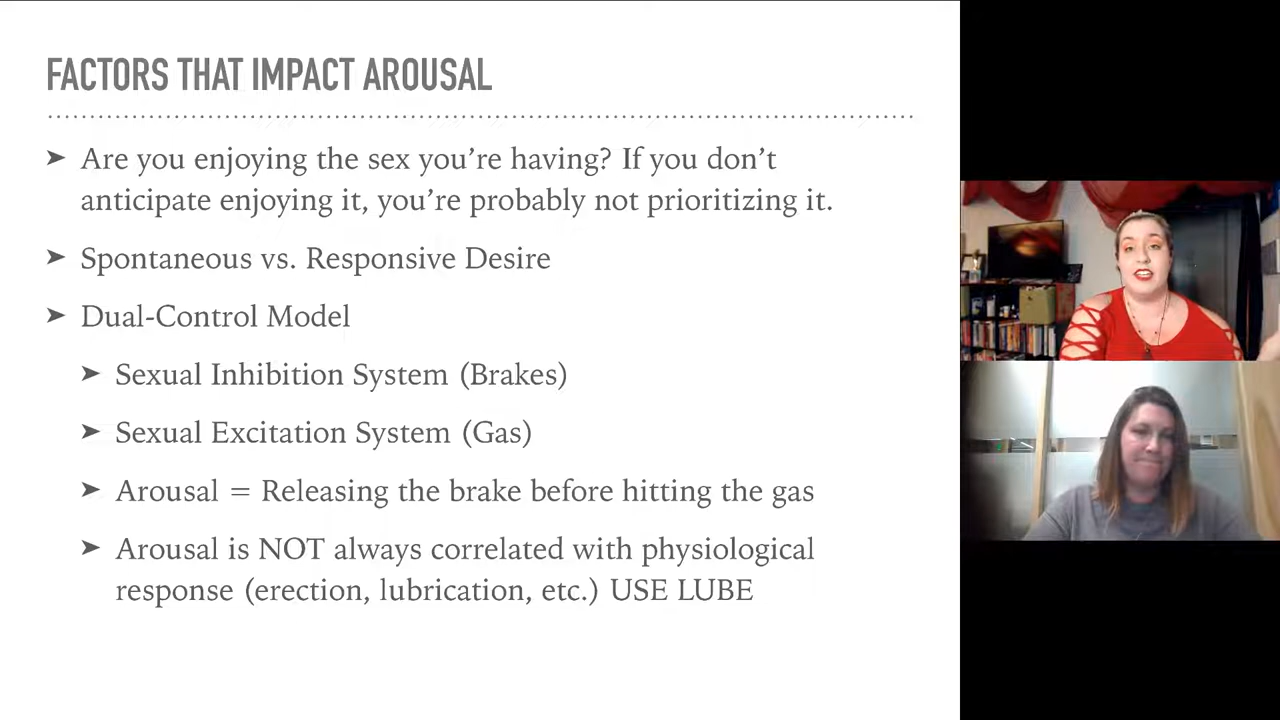 FACTORS THAT IMPACT AROUSAL
➤ Are you enjoying the sex you’re having? If you don’t
anticipate enjoying it, you’re probably not prioritizing it.
➤ Spontaneous vs. Responsive Desire
➤ Dual-Control Model
➤ Sexual Inhibition System (Brakes)
➤ Sexual Excitation System (Gas)
➤ Arousal = Releasing the brake before hitting the gas
➤ Arousal is NOT always correlated with physiological
response (erection, lubrication, etc.) USE LUBE